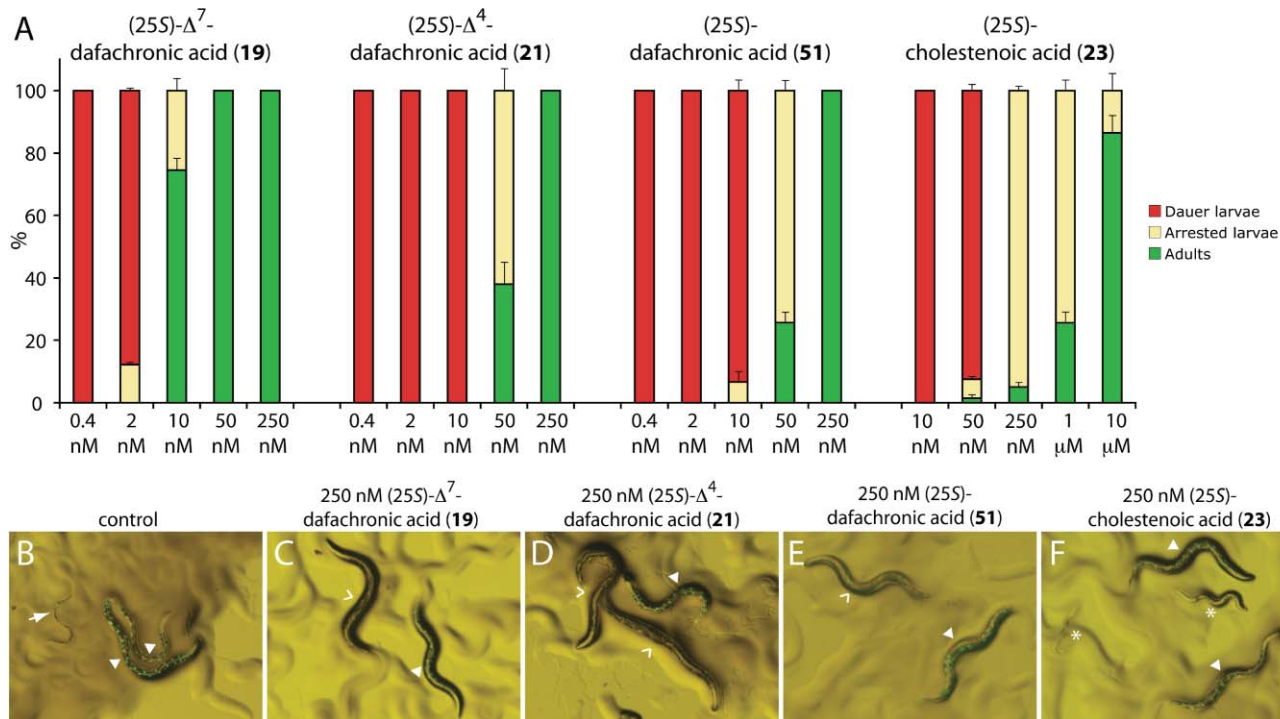 A
(25S)-Δ⁷-
dafachronic acid (19)
(25S)-Δ⁴-
dafachronic acid (21)
(25S)-
dafachronic acid (51)
(25S)-
cholestenoic acid (23)
100
80
60
40
20
0
%
0.4 nM
2 nM
10 nM
50 nM
250 nM
0.4 nM
2 nM
10 nM
50 nM
250 nM
0.4 nM
2 nM
10 nM
50 nM
250 nM
10 nM
50 nM
250 nM
1 μM
10 μM
Dauer larvae
Arrested larvae
Adults
control
250 nM (25S)-Δ⁷-
dafachronic acid (19)
250 nM (25S)-Δ⁴-
dafachronic acid (21)
250 nM (25S)-
dafachronic acid (51)
250 nM (25S)-
cholestenoic acid (23)
B
C
D
E
F
*
*